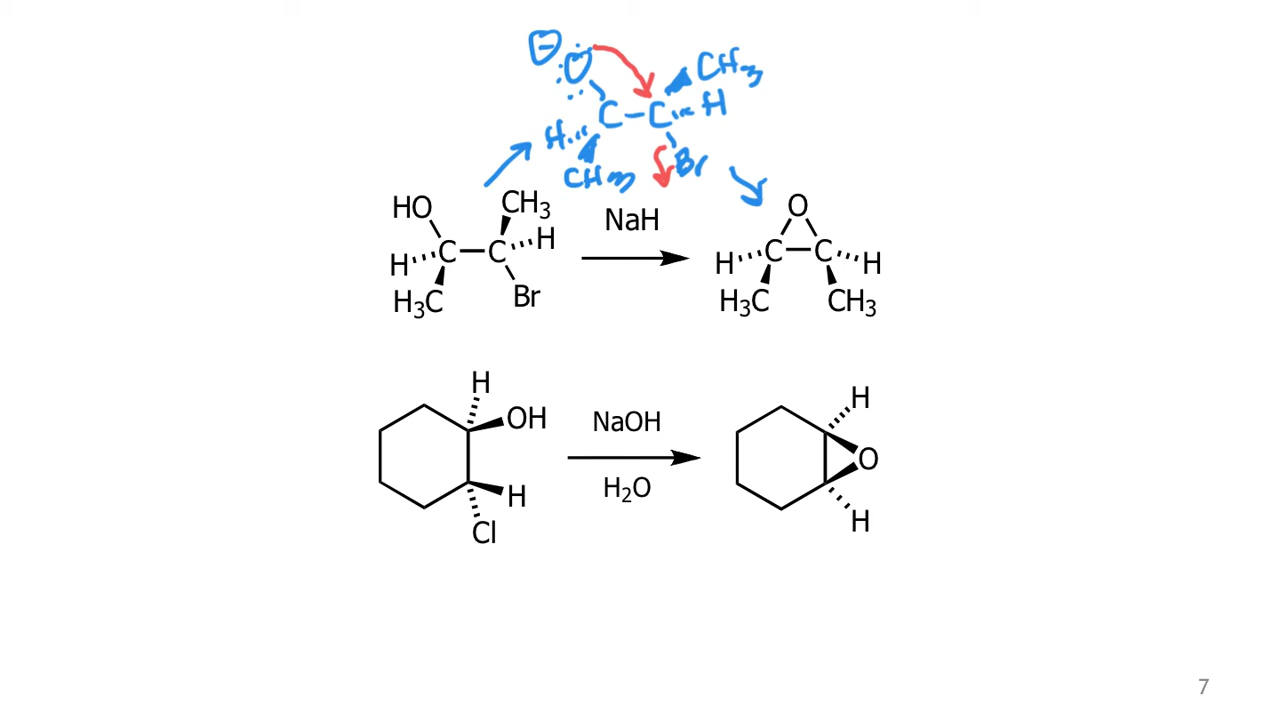 ⊖
:Ö:
CH3
C–C···H
H···
CH3
Br
HO
CH₃
NaH
O
H
C
C
H
H
C
C
H
H₃C
Br
H₃C
CH₃
H
OH
NaOH
H
O
H
H₂O
Cl
H
7